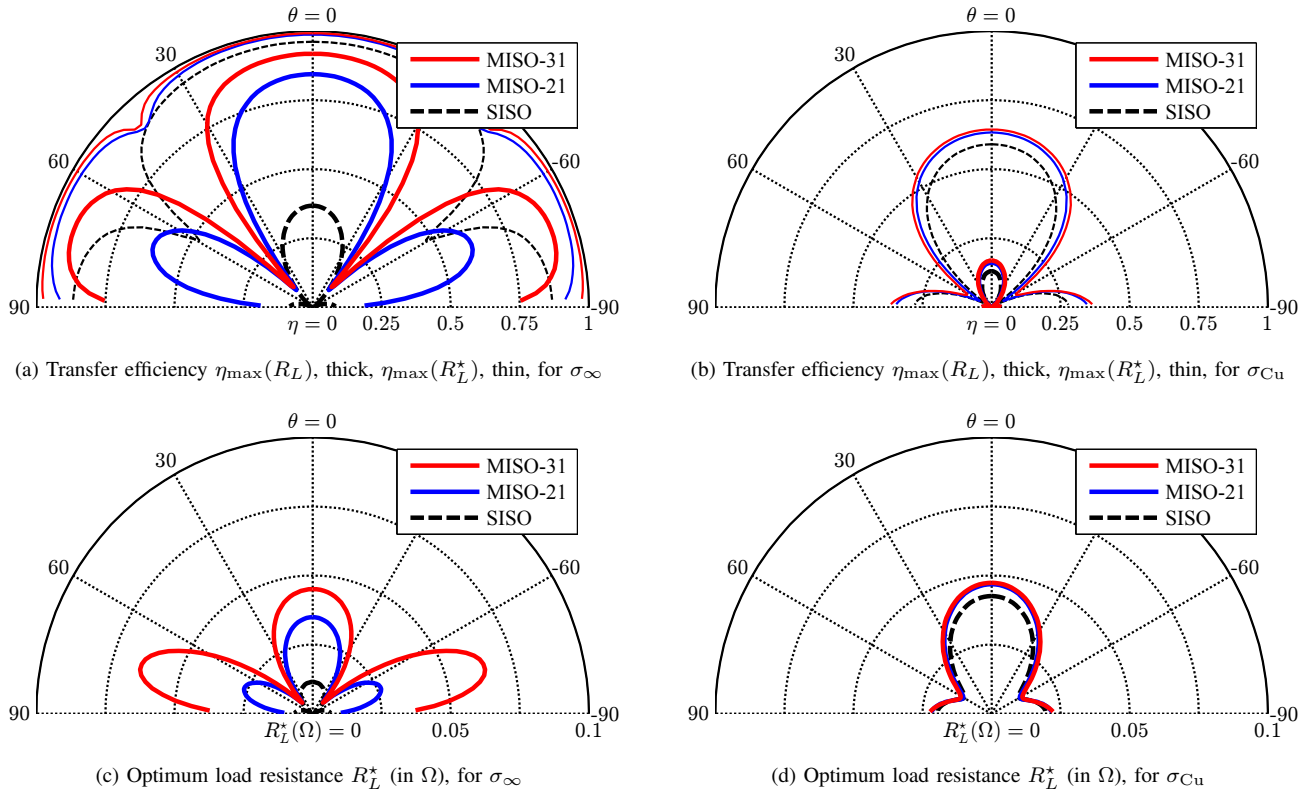 θ = 0
30
60
-60
90
-90
η = 0
0.25
0.5
0.75
1
MISO-31
MISO-21
SISO
(a) Transfer efficiency ηmax(RL), thick, ηmax(R⋆L), thin, for σ∞
θ = 0
30
60
-60
90
-90
η = 0
0.25
0.5
0.75
1
MISO-31
MISO-21
SISO
(b) Transfer efficiency ηmax(RL), thick, ηmax(R⋆L), thin, for σCu
θ = 0
30
60
-60
90
-90
R⋆L(Ω) = 0
0.05
0.1
MISO-31
MISO-21
SISO
(c) Optimum load resistance R⋆L (in Ω), for σ∞
θ = 0
30
60
-60
90
-90
R⋆L(Ω) = 0
0.05
0.1
MISO-31
MISO-21
SISO
(d) Optimum load resistance R⋆L (in Ω), for σCu